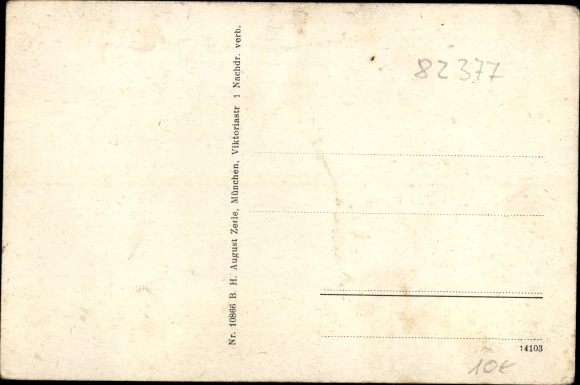 Nr. 10866 B. H. August Zerle, München, Viktoriastr 1 Nachdr. verb.
82377
14103
10€